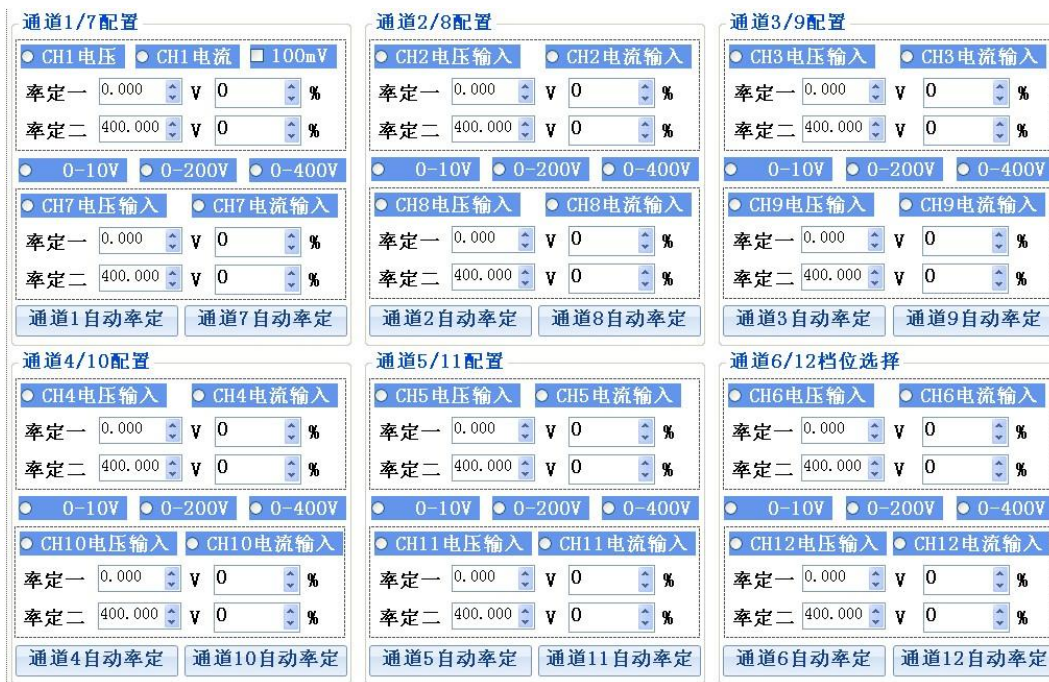 通道1/7配置
CH1电压 CH1电流 100mV
率定一 0.000 V 0 %
率定二 400.000 V 0 %
0-10V 0-200V 0-400V
CH7电压输入 CH7电流输入
率定一 0.000 V 0 %
率定二 400.000 V 0 %
通道1自动率定 通道7自动率定
通道2/8配置
CH2电压输入 CH2电流输入
率定一 0.000 V 0 %
率定二 400.000 V 0 %
0-10V 0-200V 0-400V
CH8电压输入 CH8电流输入
率定一 0.000 V 0 %
率定二 400.000 V 0 %
通道2自动率定 通道8自动率定
通道3/9配置
CH3电压输入 CH3电流输入
率定一 0.000 V 0 %
率定二 400.000 V 0 %
0-10V 0-200V 0-400V
CH9电压输入 CH9电流输入
率定一 0.000 V 0 %
率定二 400.000 V 0 %
通道3自动率定 通道9自动率定
通道4/10配置
CH4电压输入 CH4电流输入
率定一 0.000 V 0 %
率定二 400.000 V 0 %
0-10V 0-200V 0-400V
CH10电压输入 CH10电流输入
率定一 0.000 V 0 %
率定二 400.000 V 0 %
通道4自动率定 通道10自动率定
通道5/11配置
CH5电压输入 CH5电流输入
率定一 0.000 V 0 %
率定二 400.000 V 0 %
0-10V 0-200V 0-400V
CH11电压输入 CH11电流输入
率定一 0.000 V 0 %
率定二 400.000 V 0 %
通道5自动率定 通道11自动率定
通道6/12档位选择
CH6电压输入 CH6电流输入
率定一 0.000 V 0 %
率定二 400.000 V 0 %
0-10V 0-200V 0-400V
CH12电压输入 CH12电流输入
率定一 0.000 V 0 %
率定二 400.000 V 0 %
通道6自动率定 通道12自动率定